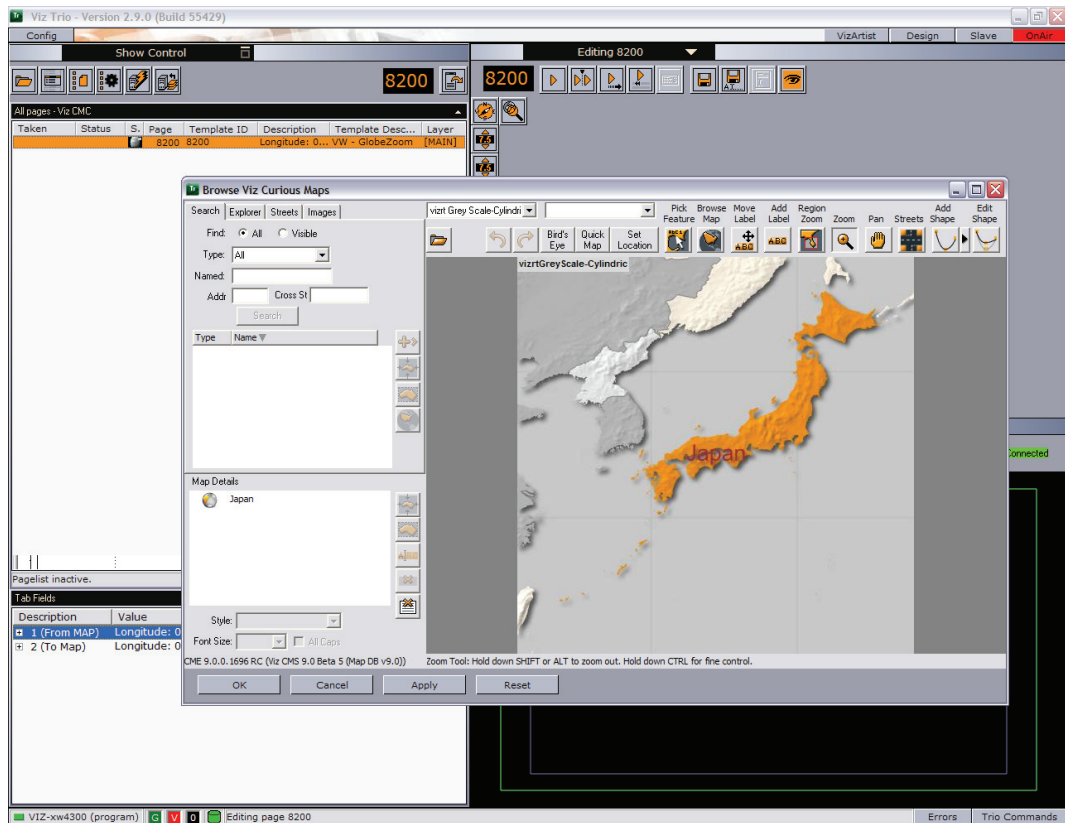 Viz Trio - Version 2.9.0 (Build 55429)
Config
VizArtist
Design
Slave
OnAir
Show Control
Editing 8200
8200
8200
All pages - Viz CMC
Taken Status S. Page Template ID Description Template Desc... Layer
8200 8200 Longitude: 0... VW - GlobeZoom [MAIN]
Browse Viz Curious Maps
Search Explorer Streets Images
vizrt Grey Scale-Cylindri
Pick Feature
Browse Map
Move Label
Add Label
Region Zoom
Zoom
Pan
Streets
Add Shape
Edit Shape
Find: All Visible
Type: All
Named:
Addr Cross St
Search
Bird's Eye
Quick Map
Set Location
ABC
ABC
vizrtGreyScale-Cylindric
Type Name
Japan
Map Details
Japan
Connected
Pagelist inactive.
Tab Fields
Description Value
1 (From MAP) Longitude: 0
2 (To Map) Longitude: 0
Style:
Font Size: All Caps
CME 9.0.0.1696 RC (Viz CMS 9.0 Beta 5 (Map DB v9.0))
Zoom Tool: Hold down SHIFT or ALT to zoom out. Hold down CTRL for fine control.
OK Cancel Apply Reset
VIZ-xw4300 (program) G V 0 Editing page 8200
Errors Trio Commands